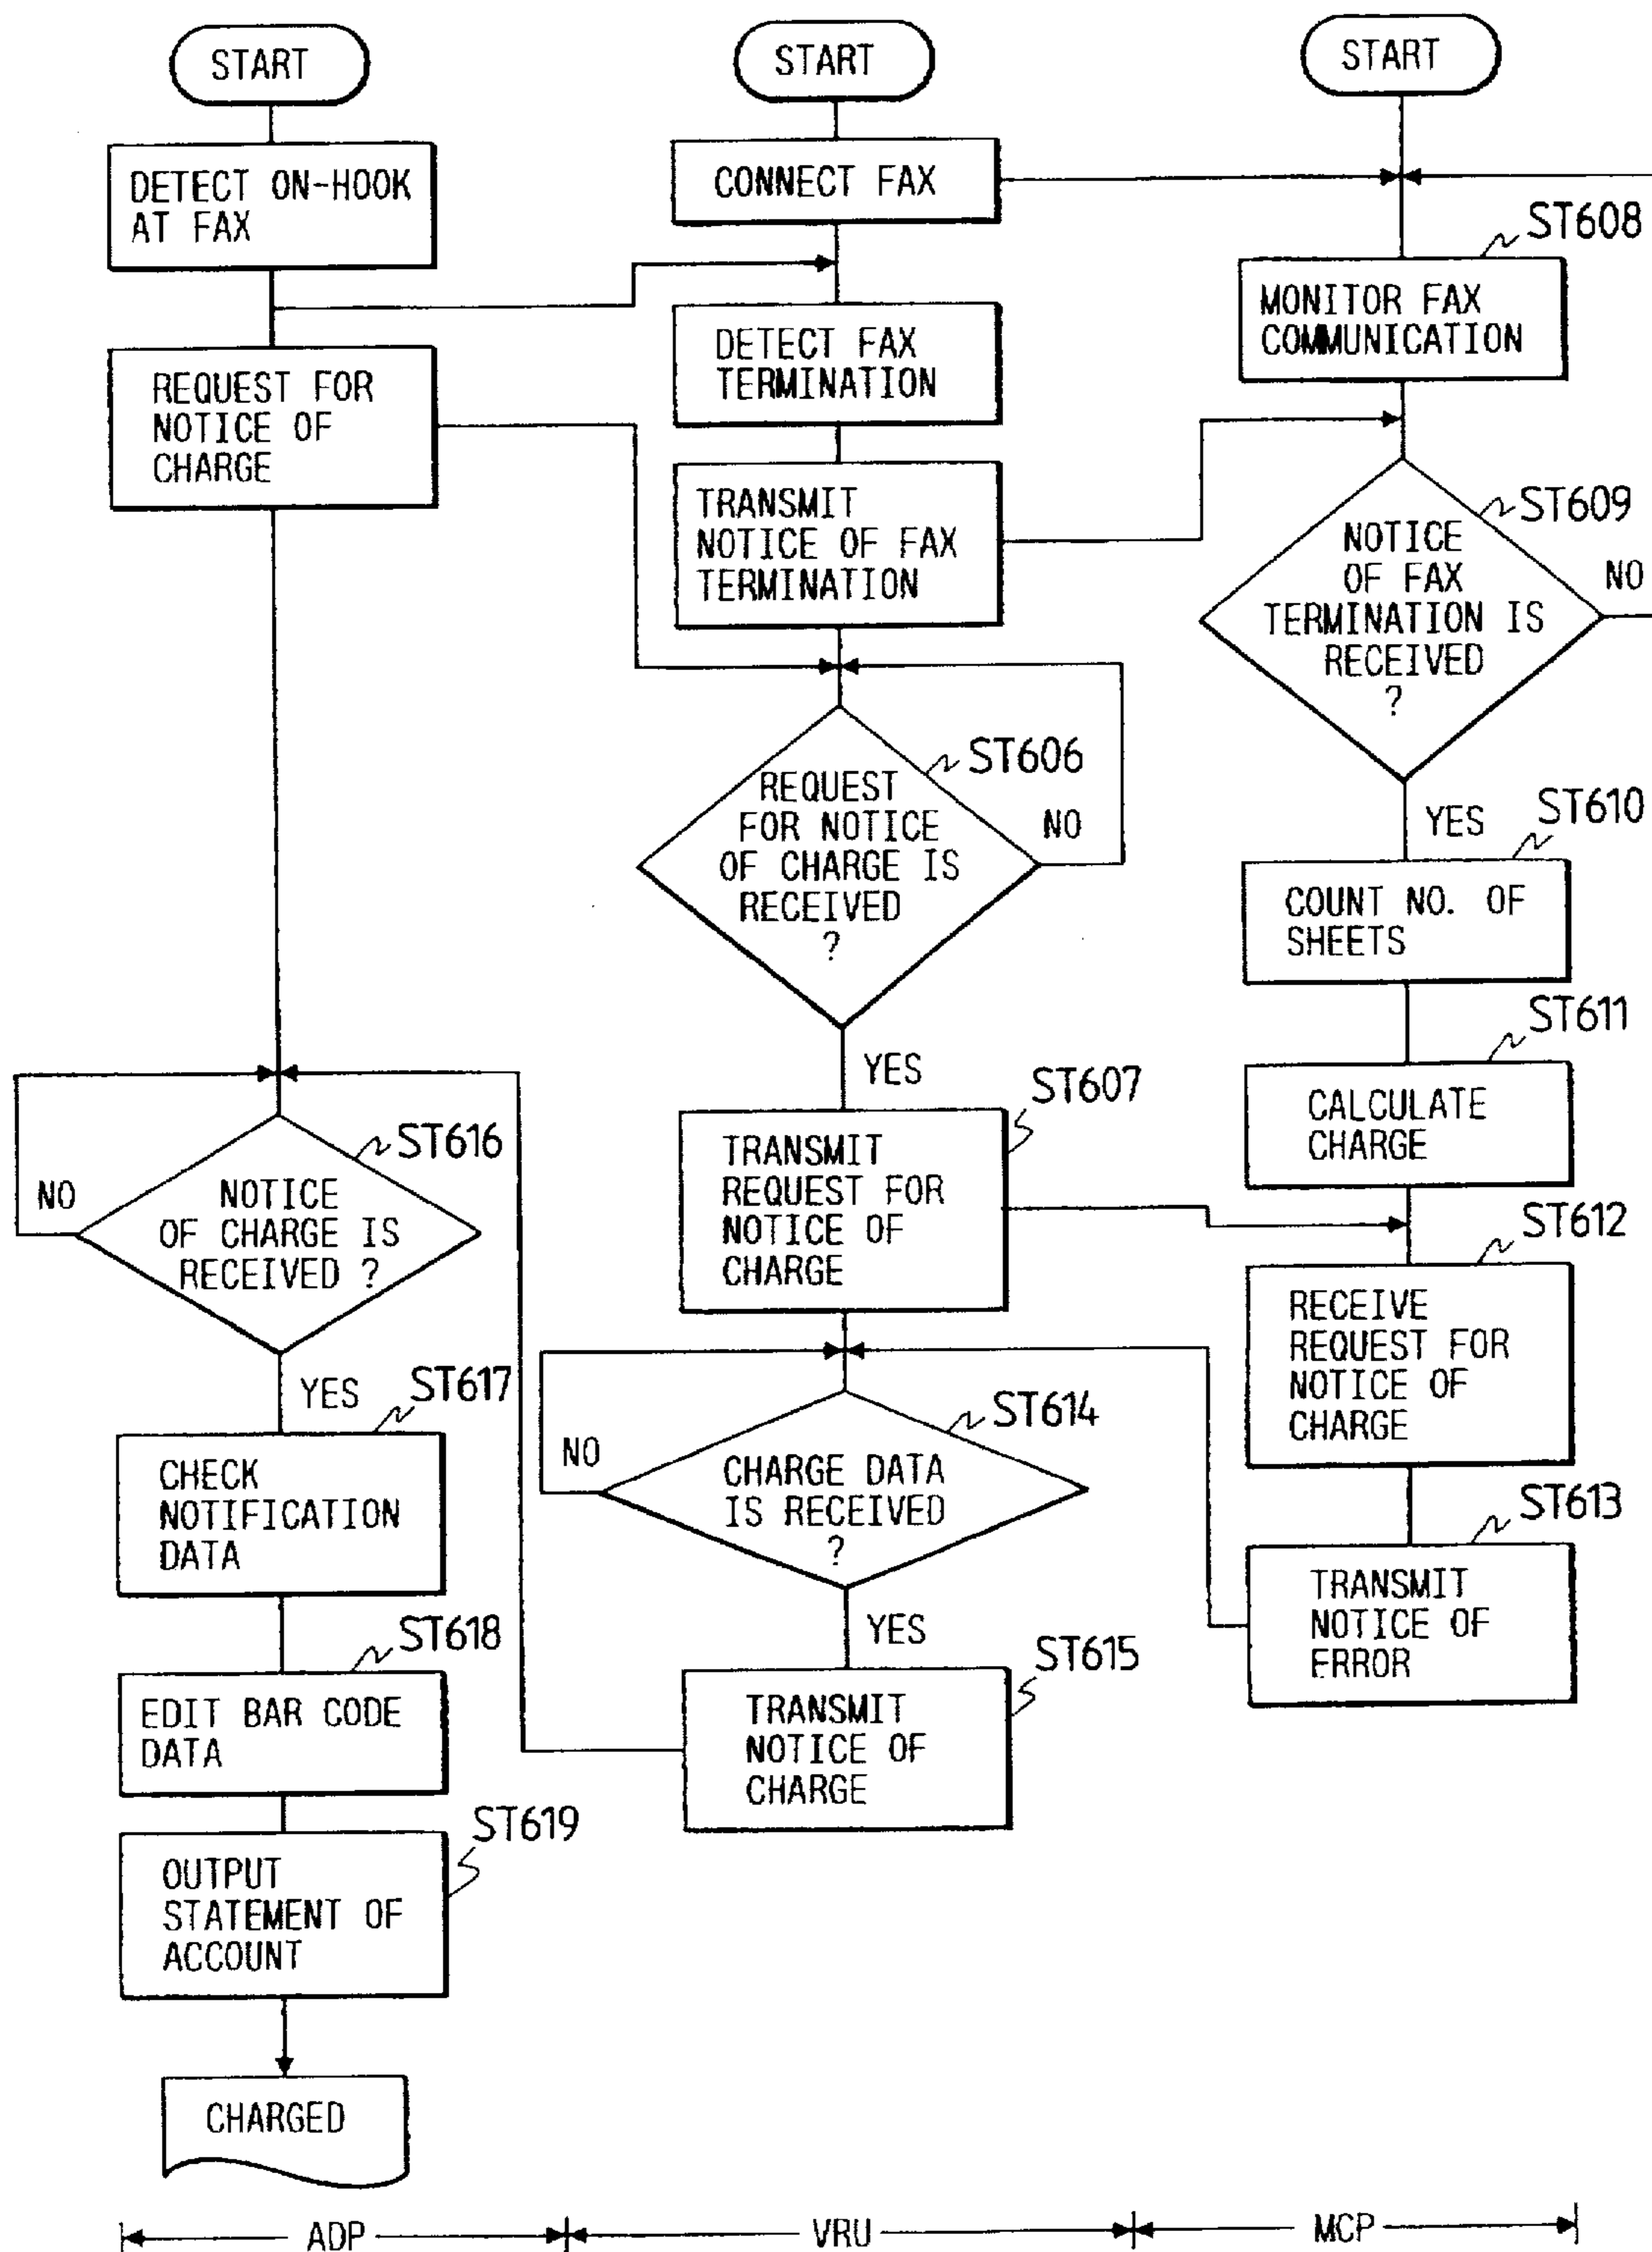 START
DETECT ON-HOOK
AT FAX
REQUEST FOR
NOTICE OF
CHARGE
ST616
NOTICE
OF CHARGE IS
RECEIVED ?
NO
YES
ST617
CHECK
NOTIFICATION
DATA
ST618
EDIT BAR CODE
DATA
ST619
OUTPUT
STATEMENT OF
ACCOUNT
CHARGED
START
CONNECT FAX
DETECT FAX
TERMINATION
TRANSMIT
NOTICE OF FAX
TERMINATION
ST606
REQUEST
FOR NOTICE
OF CHARGE IS
RECEIVED
?
NO
YES
ST607
TRANSMIT
REQUEST FOR
NOTICE OF
CHARGE
ST614
CHARGE DATA
IS RECEIVED
?
NO
YES
ST615
TRANSMIT
NOTICE OF
CHARGE
START
ST608
MONITOR FAX
COMMUNICATION
ST609
NOTICE
OF FAX
TERMINATION IS
RECEIVED
?
NO
YES
ST610
COUNT NO. OF
SHEETS
ST611
CALCULATE
CHARGE
ST612
RECEIVE
REQUEST FOR
NOTICE OF
CHARGE
ST613
TRANSMIT
NOTICE OF
ERROR
ADP
VRU
MCP